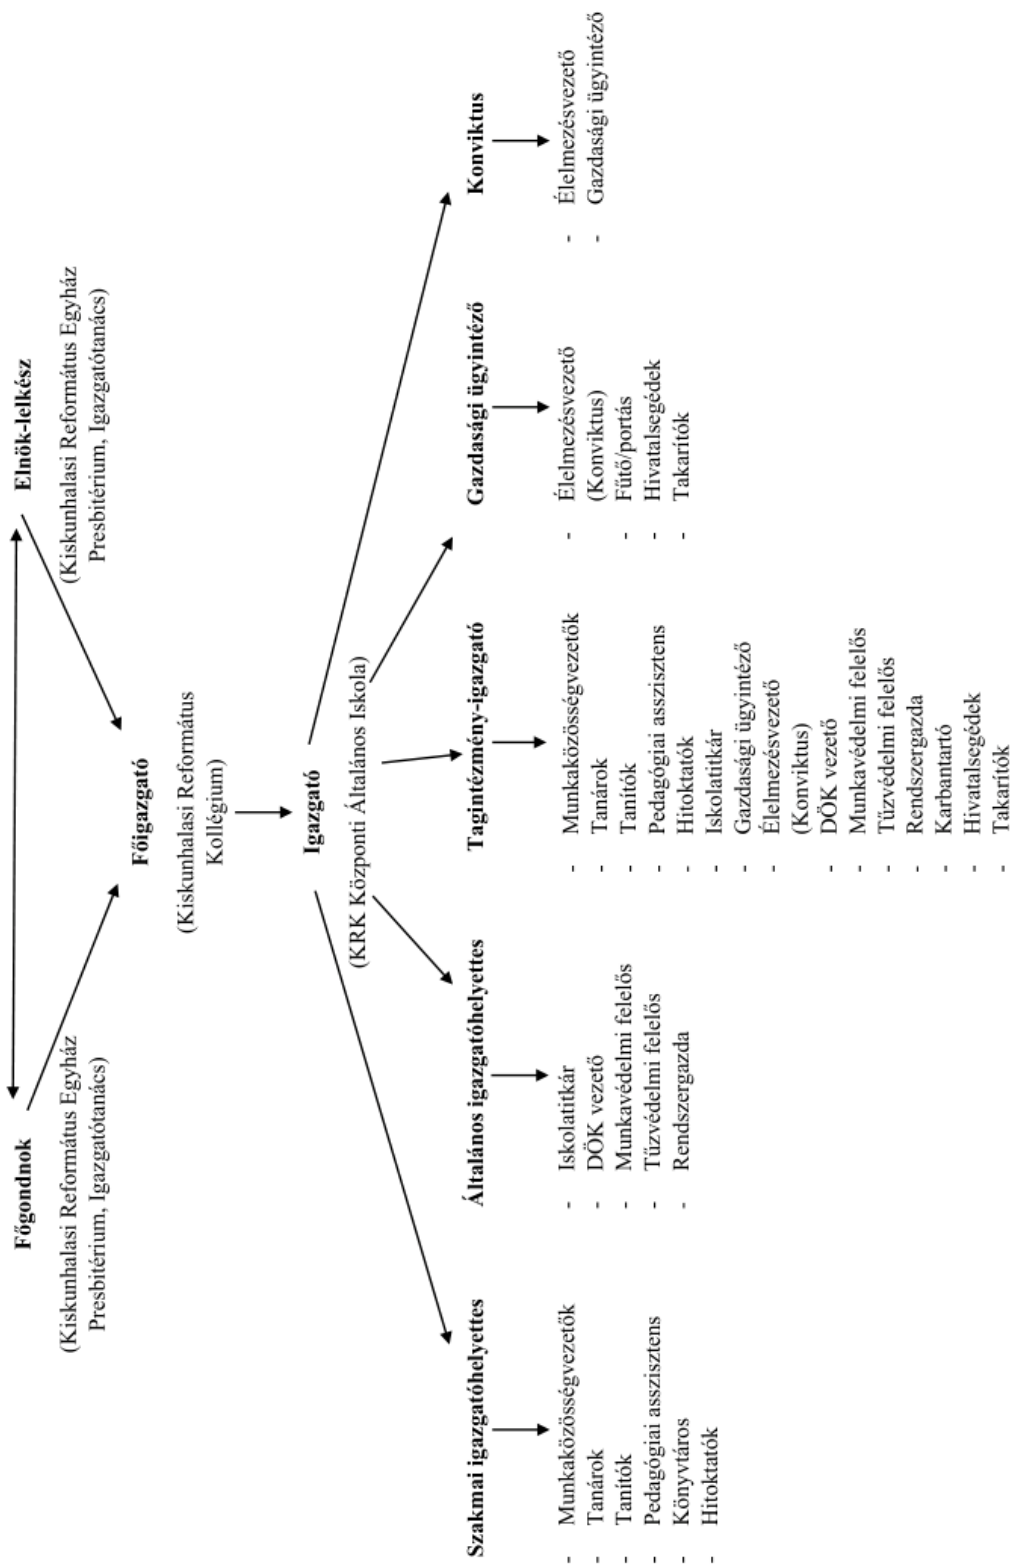 Főgondnok
(Kiskunhalasi Református Egyház
Presbitérium, Igazgatótanács)
Elnök-lelkész
(Kiskunhalasi Református Egyház
Presbitérium, Igazgatótanács)
Főigazgató
(Kiskunhalasi Református
Kollégium)
Igazgató
(KRK Központi Általános Iskola)
Szakmai igazgatóhelyettes
- Munkaközösségvezetők
- Tanárok
- Tanítók
- Pedagógiai asszisztens
- Könyvtáros
- Hitoktatók
Általános igazgatóhelyettes
- Iskolatitkár
- DÖK vezető
- Munkavédelmi felelős
- Tűzvédelmi felelős
- Rendszergazda
Tagintézmény-igazgató
- Munkaközösségvezetők
- Tanárok
- Tanítók
- Pedagógiai asszisztens
- Hitoktatók
- Iskolatitkár
- Gazdasági ügyintéző
- Élelmezésvezető
(Konviktus)
- DÖK vezető
- Munkavédelmi felelős
- Tűzvédelmi felelős
- Rendszergazda
- Karbantartó
- Hivatalsegédek
- Takarítók
Gazdasági ügyintéző
- Élelmezésvezető
(Konviktus)
- Fűtő/portás
- Hivatalsegédek
- Takarítók
Konviktus
- Élelmezésvezető
- Gazdasági ügyintéző